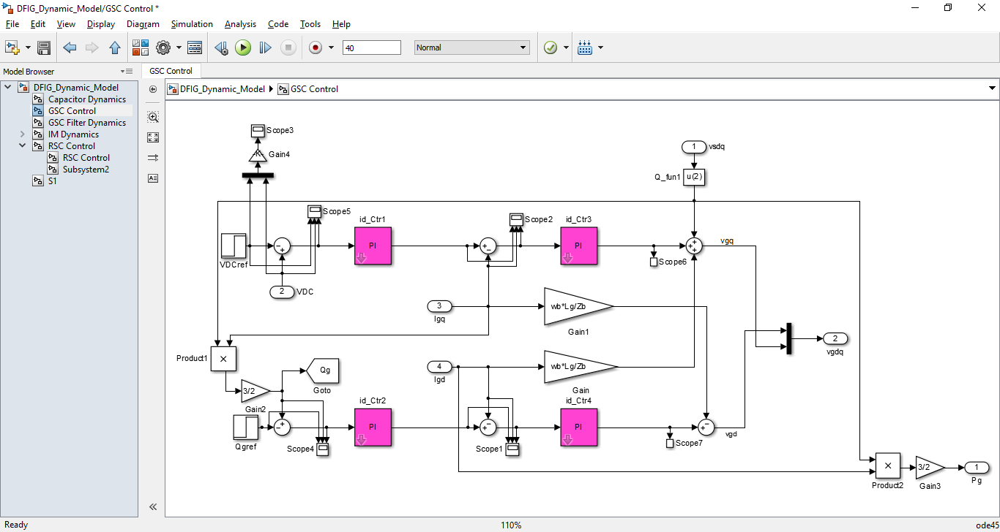 DFIG_Dynamic_Model/GSC Control *
File Edit View Display Diagram Simulation Analysis Code Tools Help
40 Normal
Model Browser
GSC Control
DFIG_Dynamic_Model
Capacitor Dynamics
GSC Control
GSC Filter Dynamics
IM Dynamics
RSC Control
RSC Control
Subsystem2
S1
DFIG_Dynamic_Model GSC Control
Scope3
-K- Gain4
1 vsdq
Q_fun1 u(2)
Scope5
id_Ctr1
Scope2
id_Ctr3
VDCref
PI
PI
vgq
Scope6
2 VDC
3
Igq
wb*Lg/Zb
Gain1
2
vgdq
Product1 ×
3/2
Gain2
Qg
Goto
4
Igd
wb*Lg/Zb
Gain
id_Ctr2
id_Ctr4
Qgref
PI
PI
vgd
Scope4
Scope1
Scope7
×
Product2
3/2
Gain3
1
Pg
Ready 110% ode45